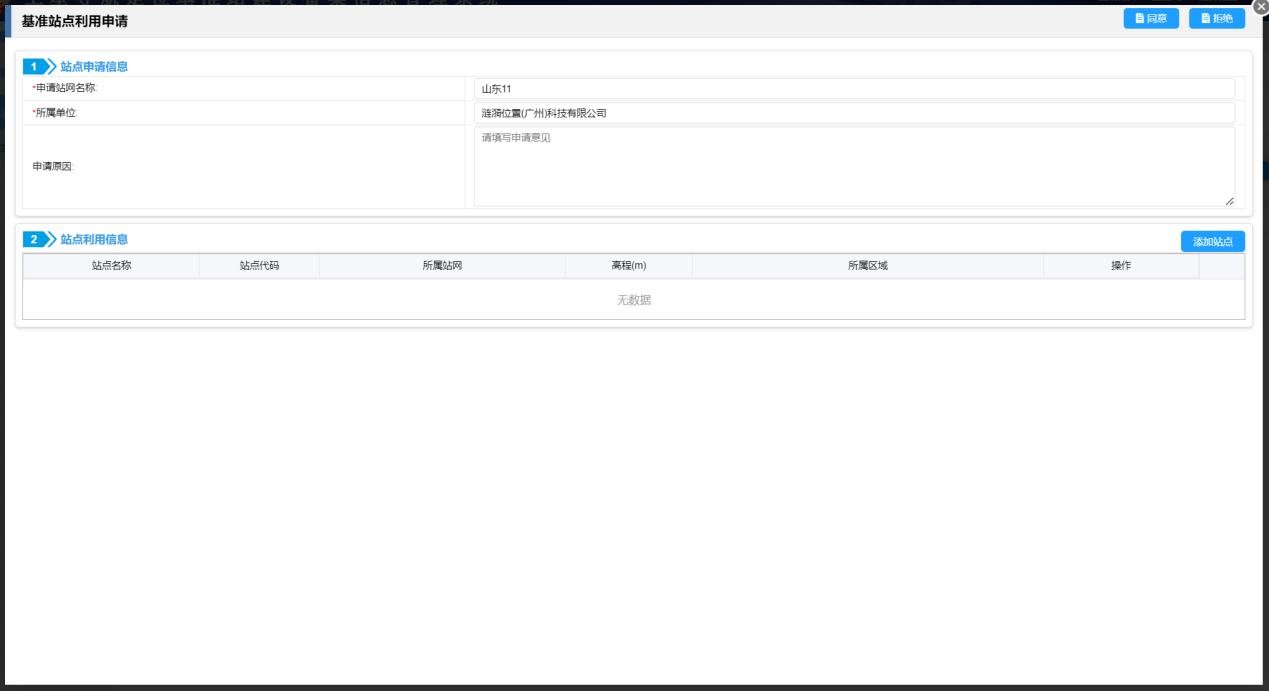 基准站点利用申请
同意
拒绝
1 站点申请信息
*申请站网名称: 山东11
*所属单位: 涟漪位置(广州)科技有限公司
申请原因: 请填写申请意见
2 站点利用信息
添加站点
站点名称 站点代码 所属站网 高程(m) 所属区域 操作
无数据